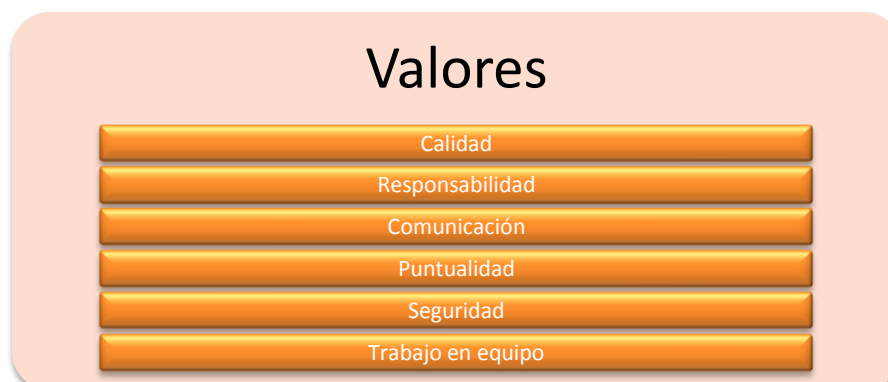 Valores
Calidad
Responsabilidad
Comunicación
Puntualidad
Seguridad
Trabajo en equipo